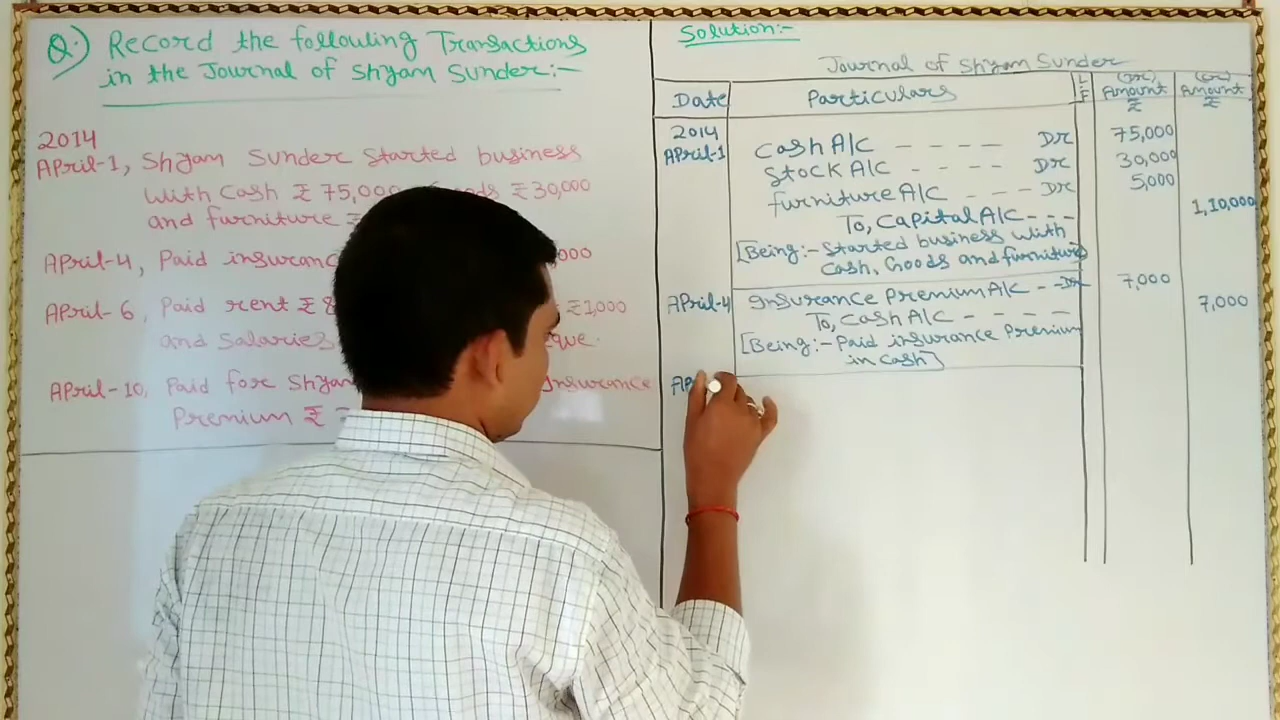 Q.) Record the following Transactions
in the Journal of Shyam Sunder:-
2014
April-1, Shyam Sunder Started business
with cash ₹ 75,000 ₹ 30,000
and furniture ₹
April-4, Paid insuranc 000
April-6, Paid rent ₹ 8 ₹1,000
and Salaries que.
April-10, Paid for Shyam Insurance
Premium ₹
Solution:-
Journal of Shyam Sunder
Date Particulars LF (Dr) Amount ₹ (Cr) Amount ₹
2014
April-1 Cash A/C - - - - Dr 75,000
Stock A/C - - - - Dr 30,000
furniture A/C - - - Dr 5,000
To, Capital A/C - - - 1,10,000
[Being:- Started business with
cash, Goods and furniture
April-4 Insurance Premium A/C - - Dr 7,000
To, Cash A/C - - - - 7,000
[Being:- Paid insurance Premium
in cash]
AP